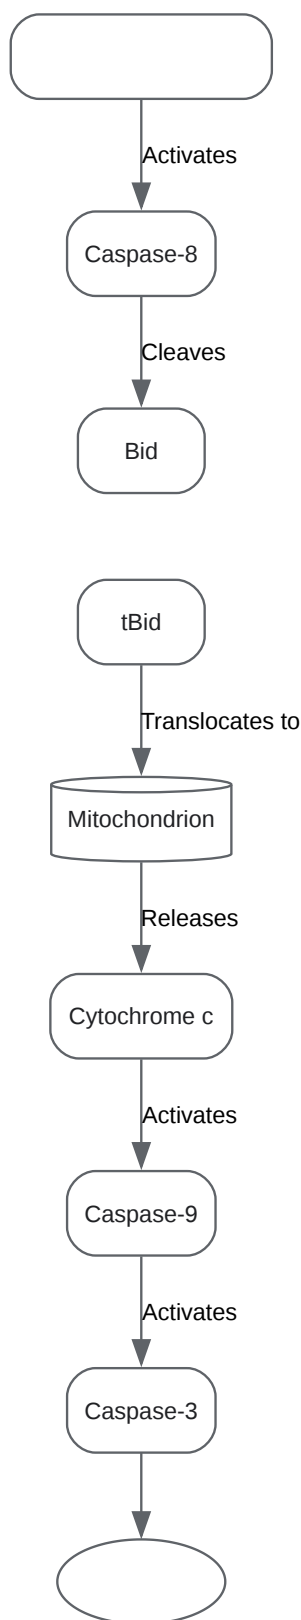 Activates
Caspase-8
Cleaves
Bid
tBid
Translocates to
Mitochondrion
Releases
Cytochrome c
Activates
Caspase-9
Activates
Caspase-3